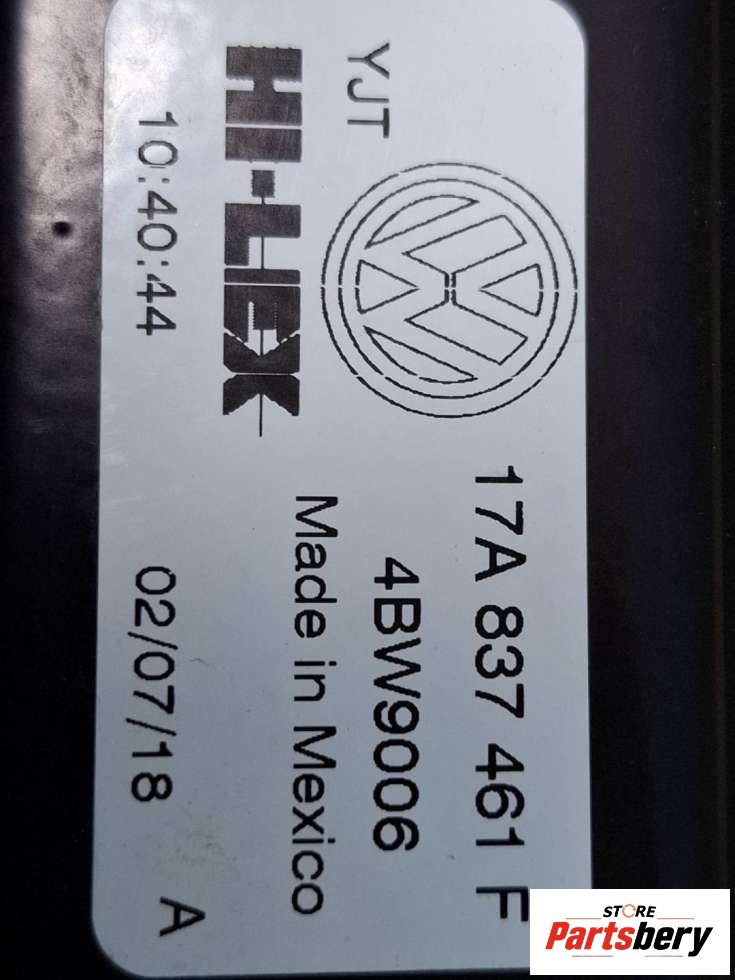 YJT
17A 837 461 F
4BW9006
HI-LEX
Made in Mexico
10:40:44
02/07/18
A
STORE
Partsbery